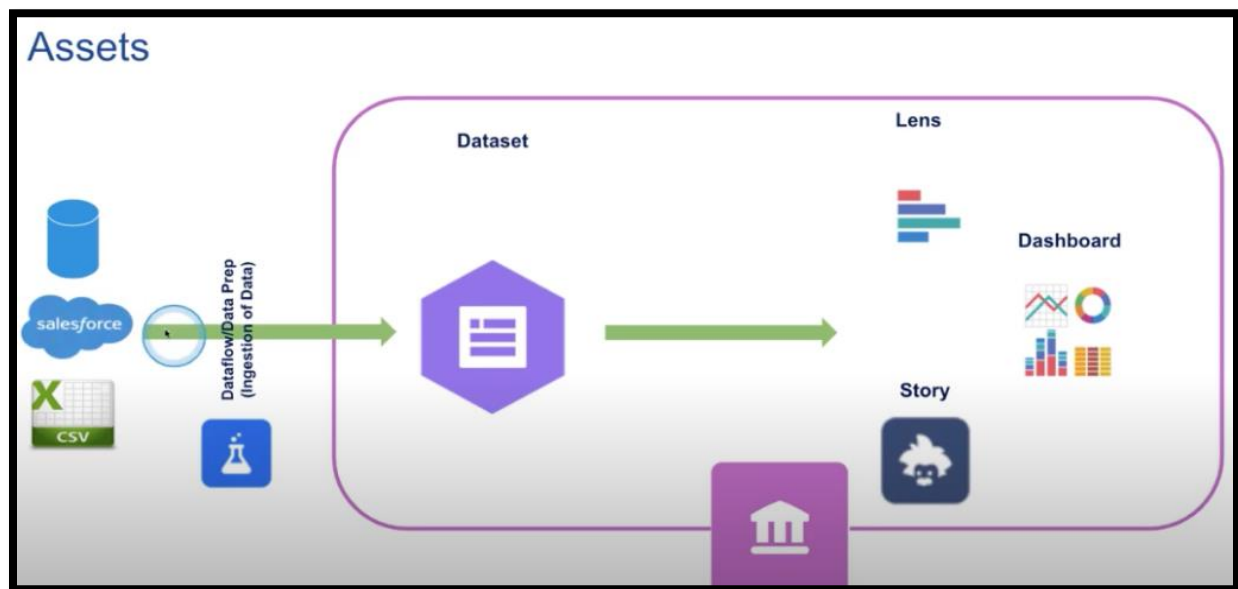 Assets
Dataset
Lens
Dashboard
salesforce
Dataflow/Data Prep
(Ingestion of Data)
Story
X
CSV